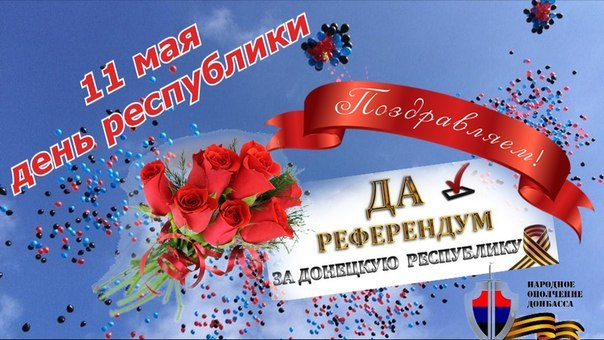 11 мая
день республики
Поздравляем!
ДА
РЕФЕРЕНДУМ
ЗА ДОНЕЦКУЮ РЕСПУБЛИКУ
НАРОДНОЕ
ОПОЛЧЕНИЕ
ДОНБАССА